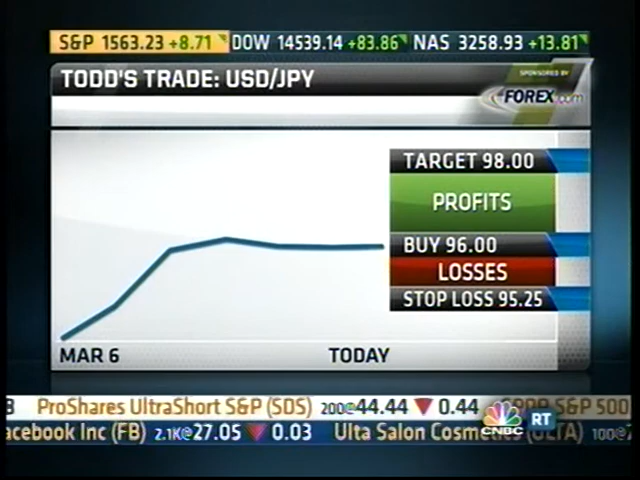 S&P 1563.23 +8.71 DOW 14539.14 +83.86 NAS 3258.93 +13.81
TODD'S TRADE: USD/JPY
SPONSORED BY
FOREX.com
TARGET 98.00
PROFITS
BUY 96.00
LOSSES
STOP LOSS 95.25
MAR 6
TODAY
ProShares UltraShort S&P (SDS) 200@44.44 ▼ 0.44 S&P 500
CNBC
RT
acebook Inc (FB) 2.1K@27.05 ▼ 0.03 Ulta Salon Cosmetics (ULTA) 100@